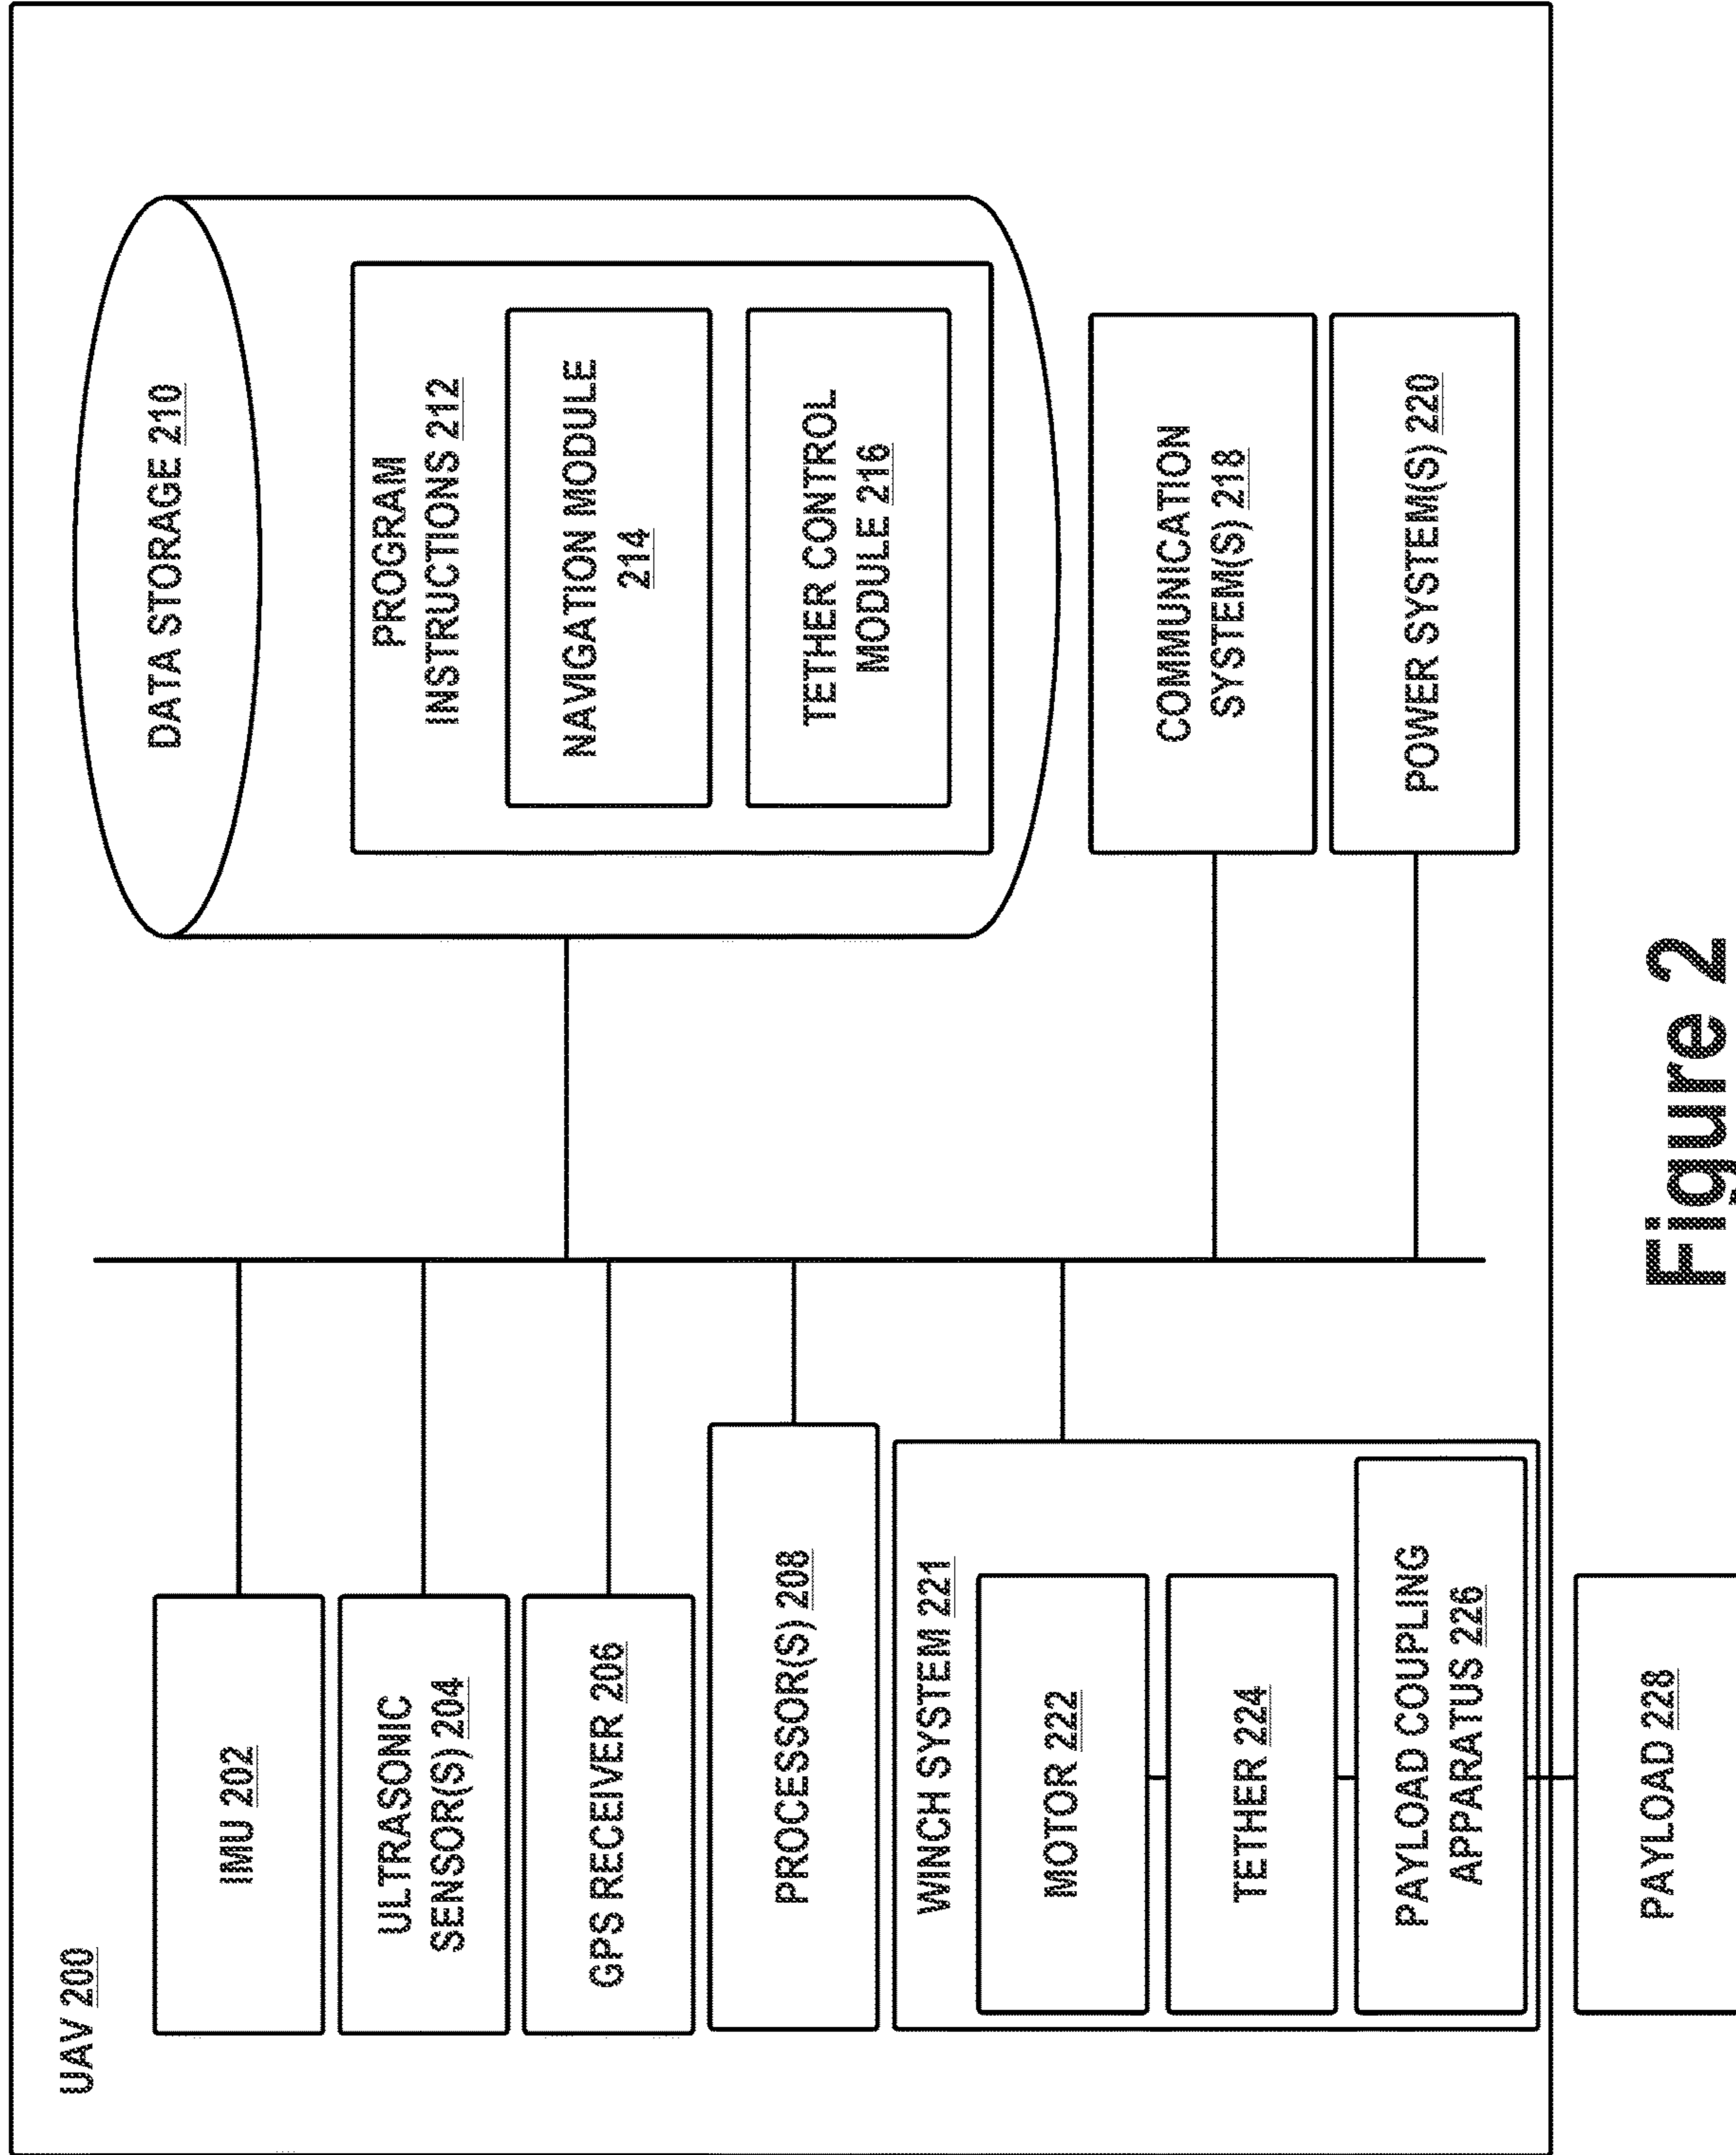 UAV 200
IMU 202
ULTRASONIC
SENSOR(S) 204
GPS RECEIVER 206
PROCESSOR(S) 208
WINCH SYSTEM 221
MOTOR 222
TETHER 224
PAYLOAD COUPLING
APPARATUS 226
PAYLOAD 228
DATA STORAGE 210
PROGRAM
INSTRUCTIONS 212
NAVIGATION MODULE
214
TETHER CONTROL
MODULE 216
COMMUNICATION
SYSTEM(S) 218
POWER SYSTEM(S) 220
Figure 2